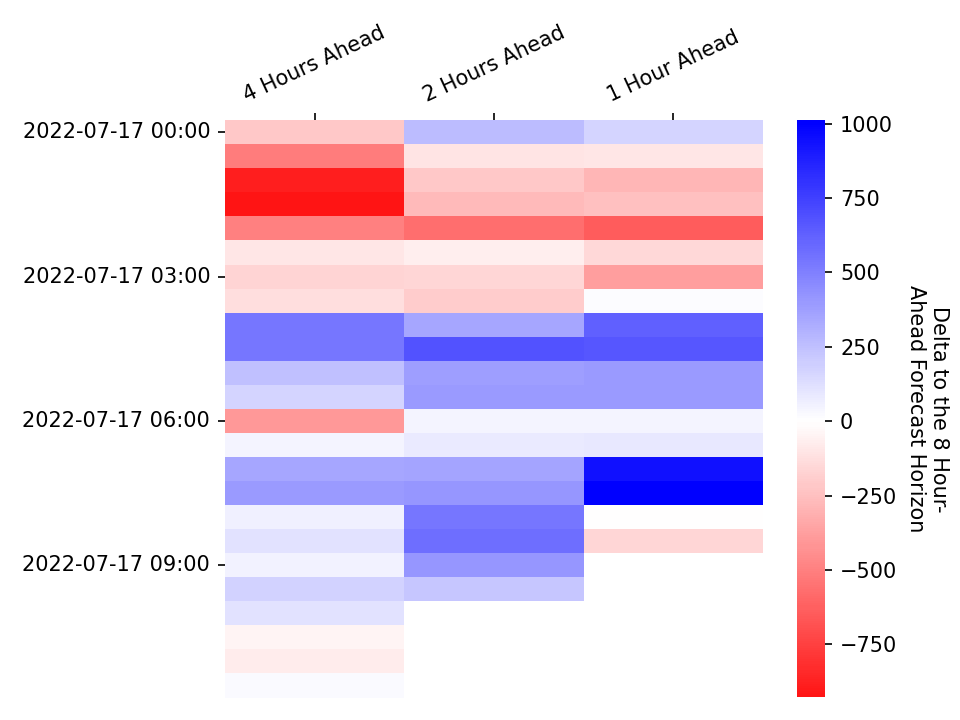 4 Hours Ahead
2 Hours Ahead
1 Hour Ahead
2022-07-17 00:00
2022-07-17 03:00
2022-07-17 06:00
2022-07-17 09:00
1000
750
500
250
0
−250
−500
−750
Delta to the 8 Hour-
Ahead Forecast Horizon